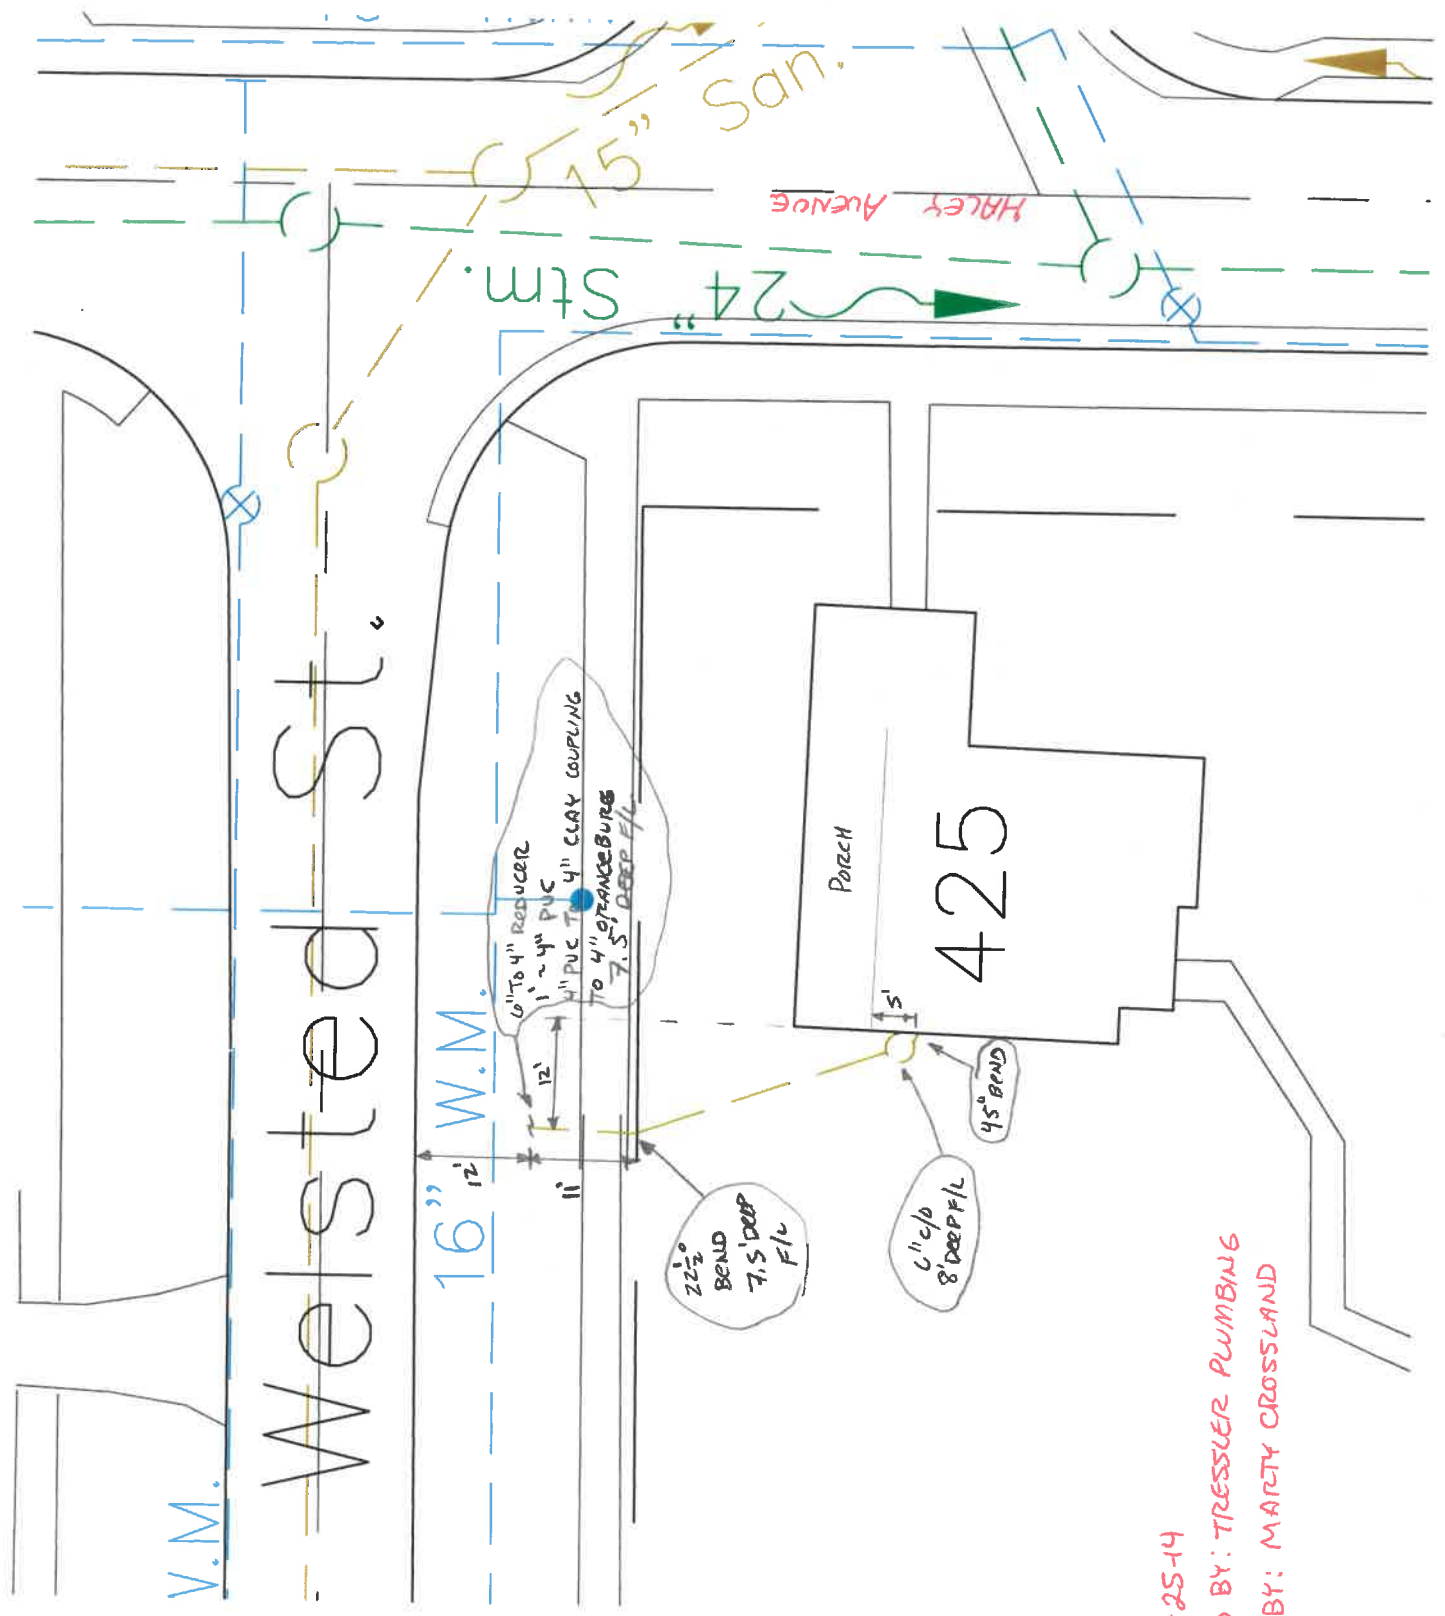 15" San.
HALEY AVENUE
24" Stm.
Welsted St.
16" W.M.
6" TO 4" REDUCER
1' ~ 4" PVC
4" PVC TO 4" CLAY COUPLING
TO 4" ORANGEBURG
7.5' DEEP F/L
12'
12'
11'
22½°
BEND
7.5' DEEP
F/L
6" C/O
8' DEEP F/L
45° BEND
5'
PORCH
425
25-14
BY: TRESSLER PLUMBING
BY: MARTY CROSSLAND